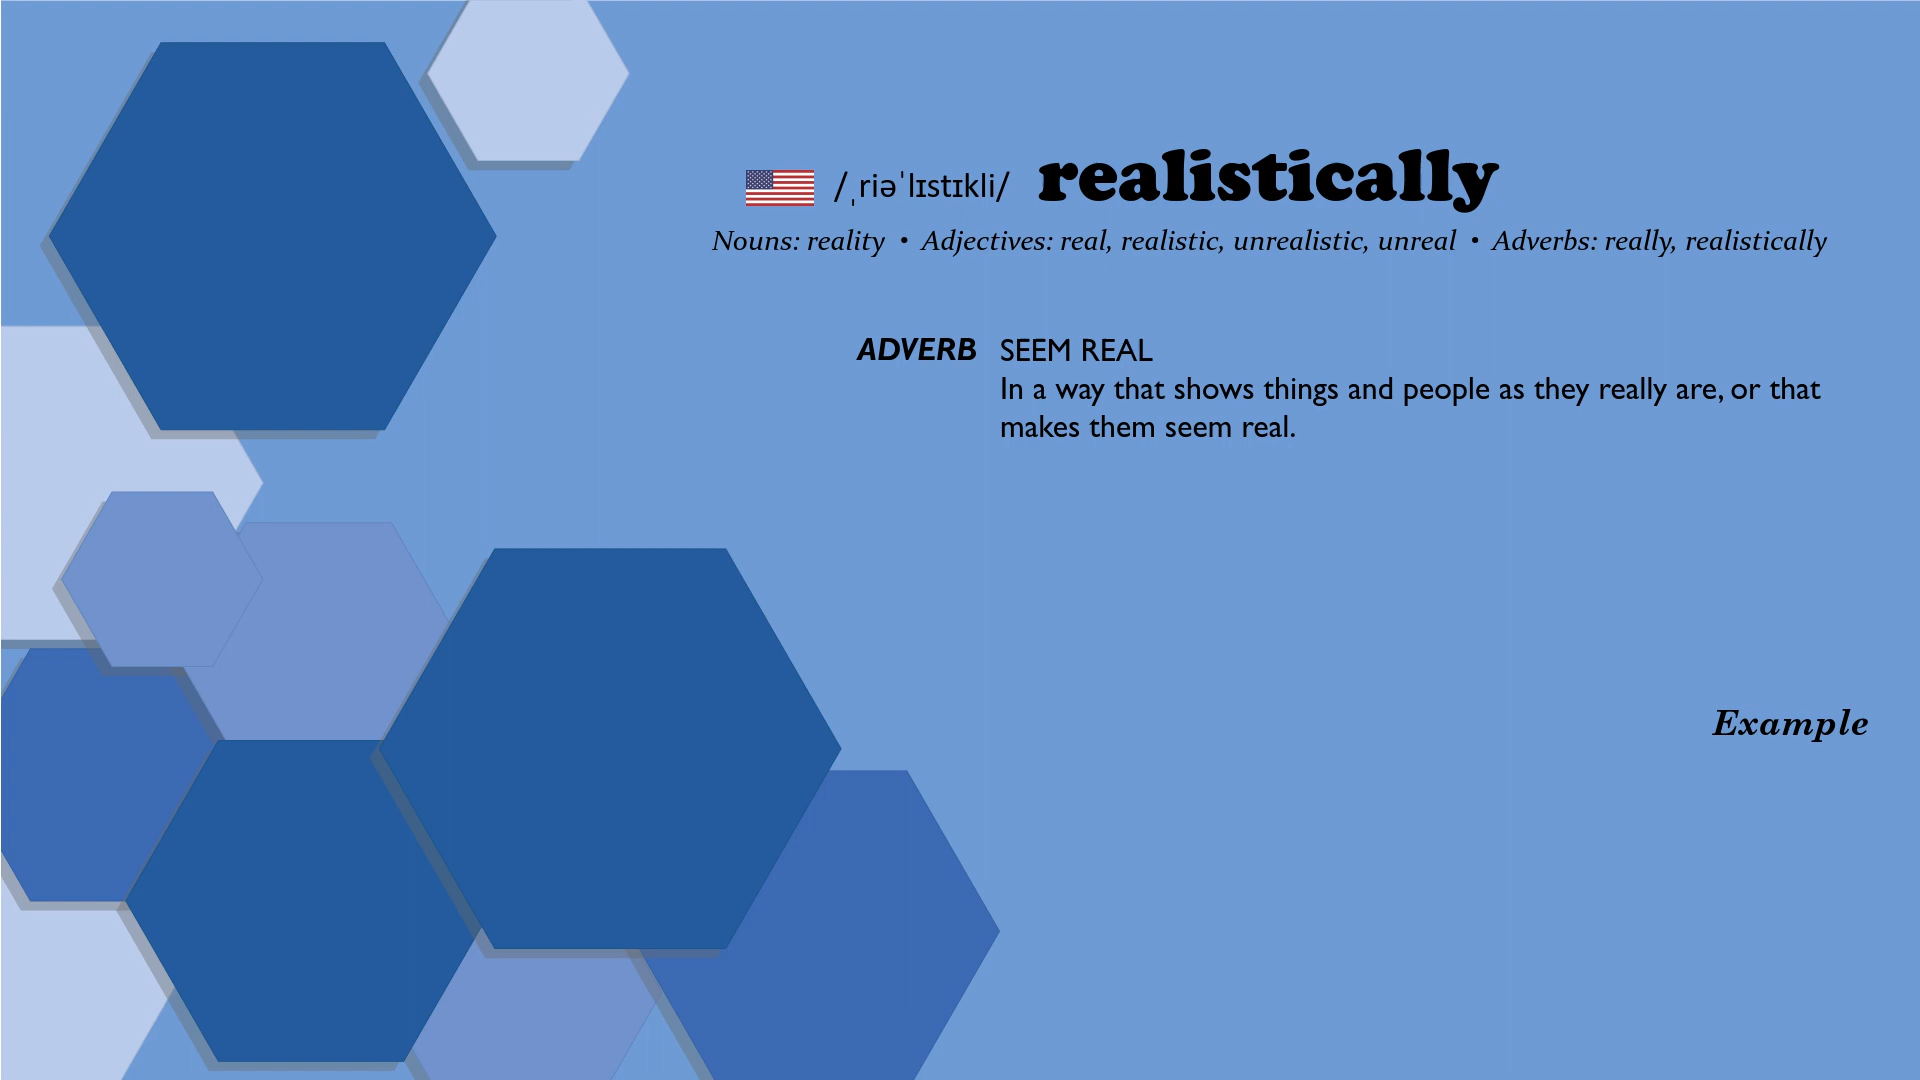 /ˌriəˈlɪstɪkli/ realistically
Nouns: reality • Adjectives: real, realistic, unrealistic, unreal • Adverbs: really, realistically
ADVERB SEEM REAL
In a way that shows things and people as they really are, or that
makes them seem real.
Example